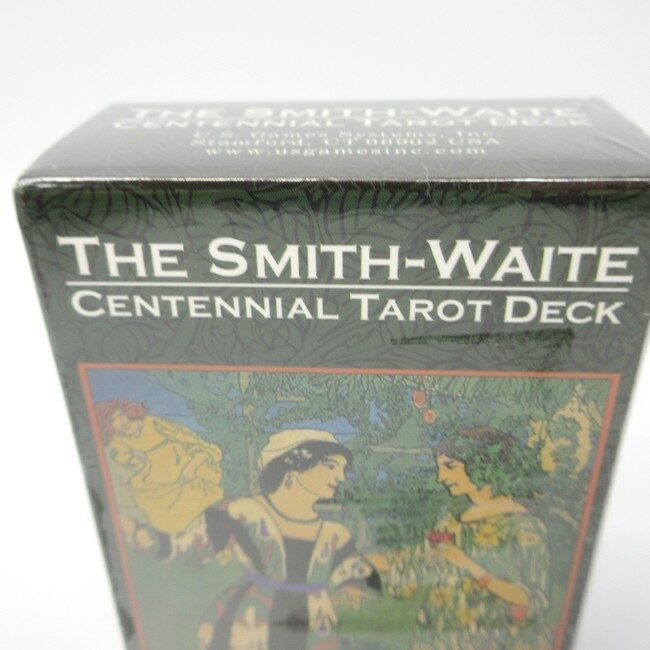 THE SMITH-WAITE
CENTENNIAL TAROT DECK
U.S. Games Systems, Inc.
Stamford, CT 06902 USA
www.usgamesinc.com
THE SMITH-WAITE
CENTENNIAL TAROT DECK